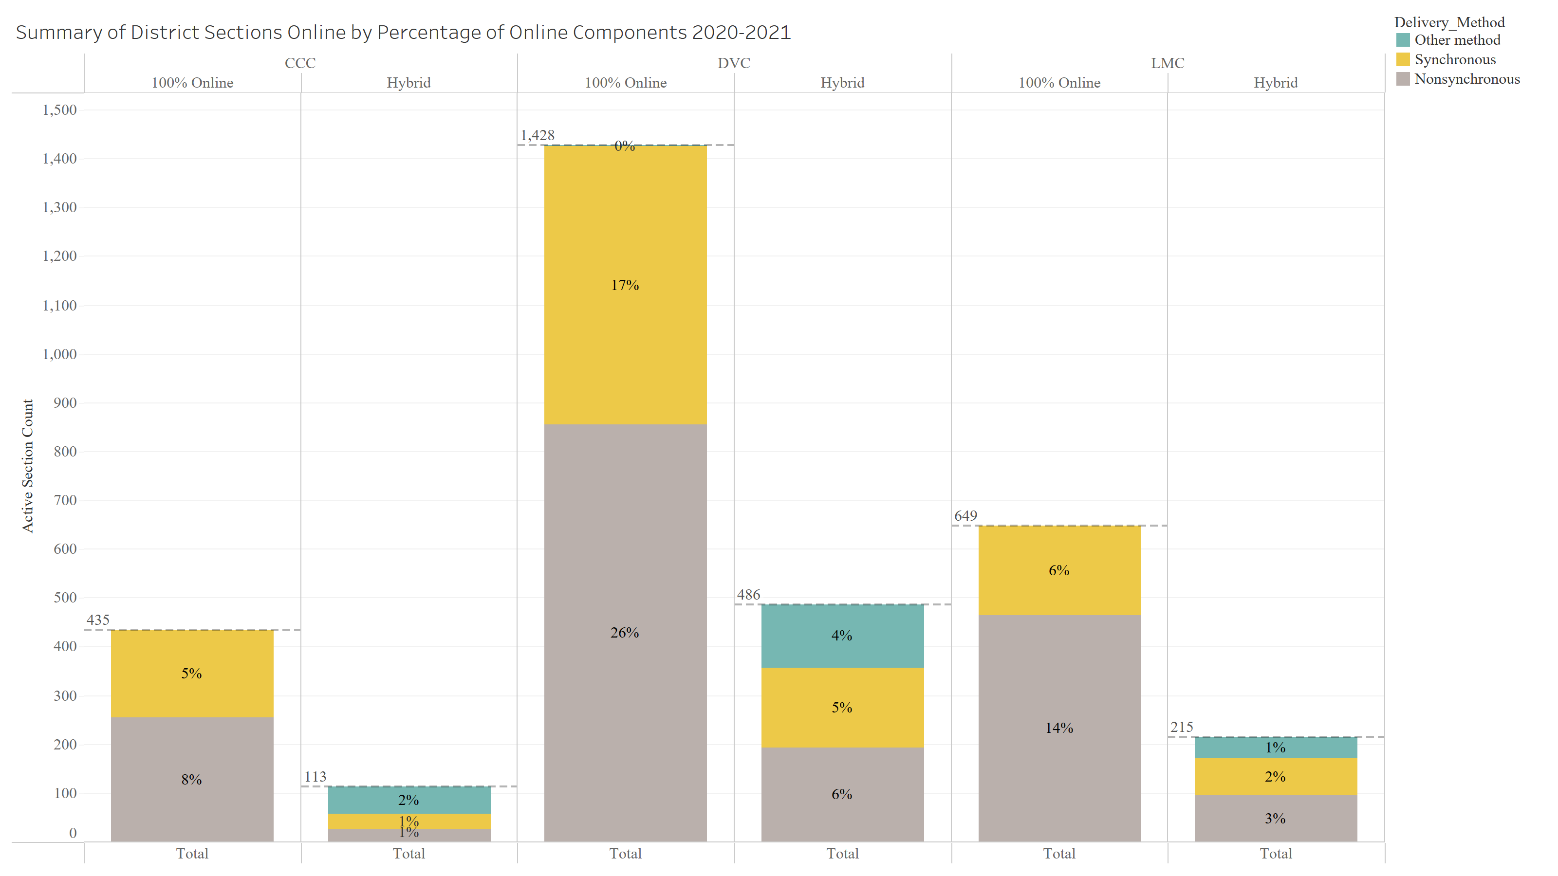 Summary of District Sections Online by Percentage of Online Components 2020-2021
Delivery_Method
Other method
Synchronous
Nonsynchronous
CCC
DVC
LMC
100% Online
Hybrid
100% Online
Hybrid
100% Online
Hybrid
Active Section Count
1,500
1,400
1,300
1,200
1,100
1,000
900
800
700
600
500
400
300
200
100
0
435
5%
8%
113
2%
1%
1%
1,428
0%
17%
26%
486
4%
5%
6%
649
6%
14%
215
1%
2%
3%
Total
Total
Total
Total
Total
Total